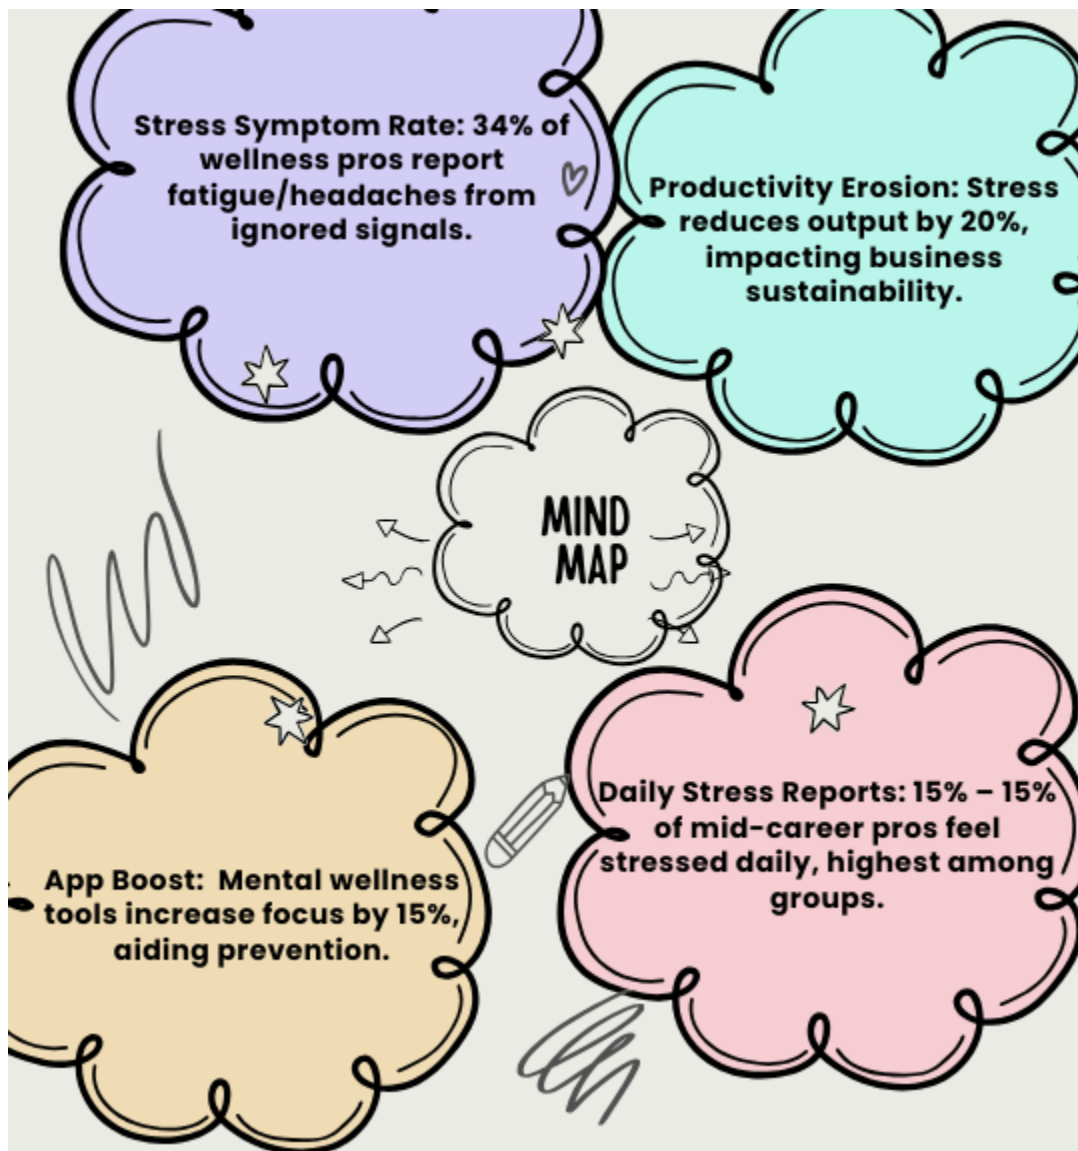 Stress Symptom Rate: 34% of
wellness pros report
fatigue/headaches from
ignored signals.
Productivity Erosion: Stress
reduces output by 20%,
impacting business
sustainability.
MIND
MAP
App Boost:  Mental wellness
tools increase focus by 15%,
aiding prevention.
Daily Stress Reports: 15% – 15%
of mid-career pros feel
stressed daily, highest among
groups.